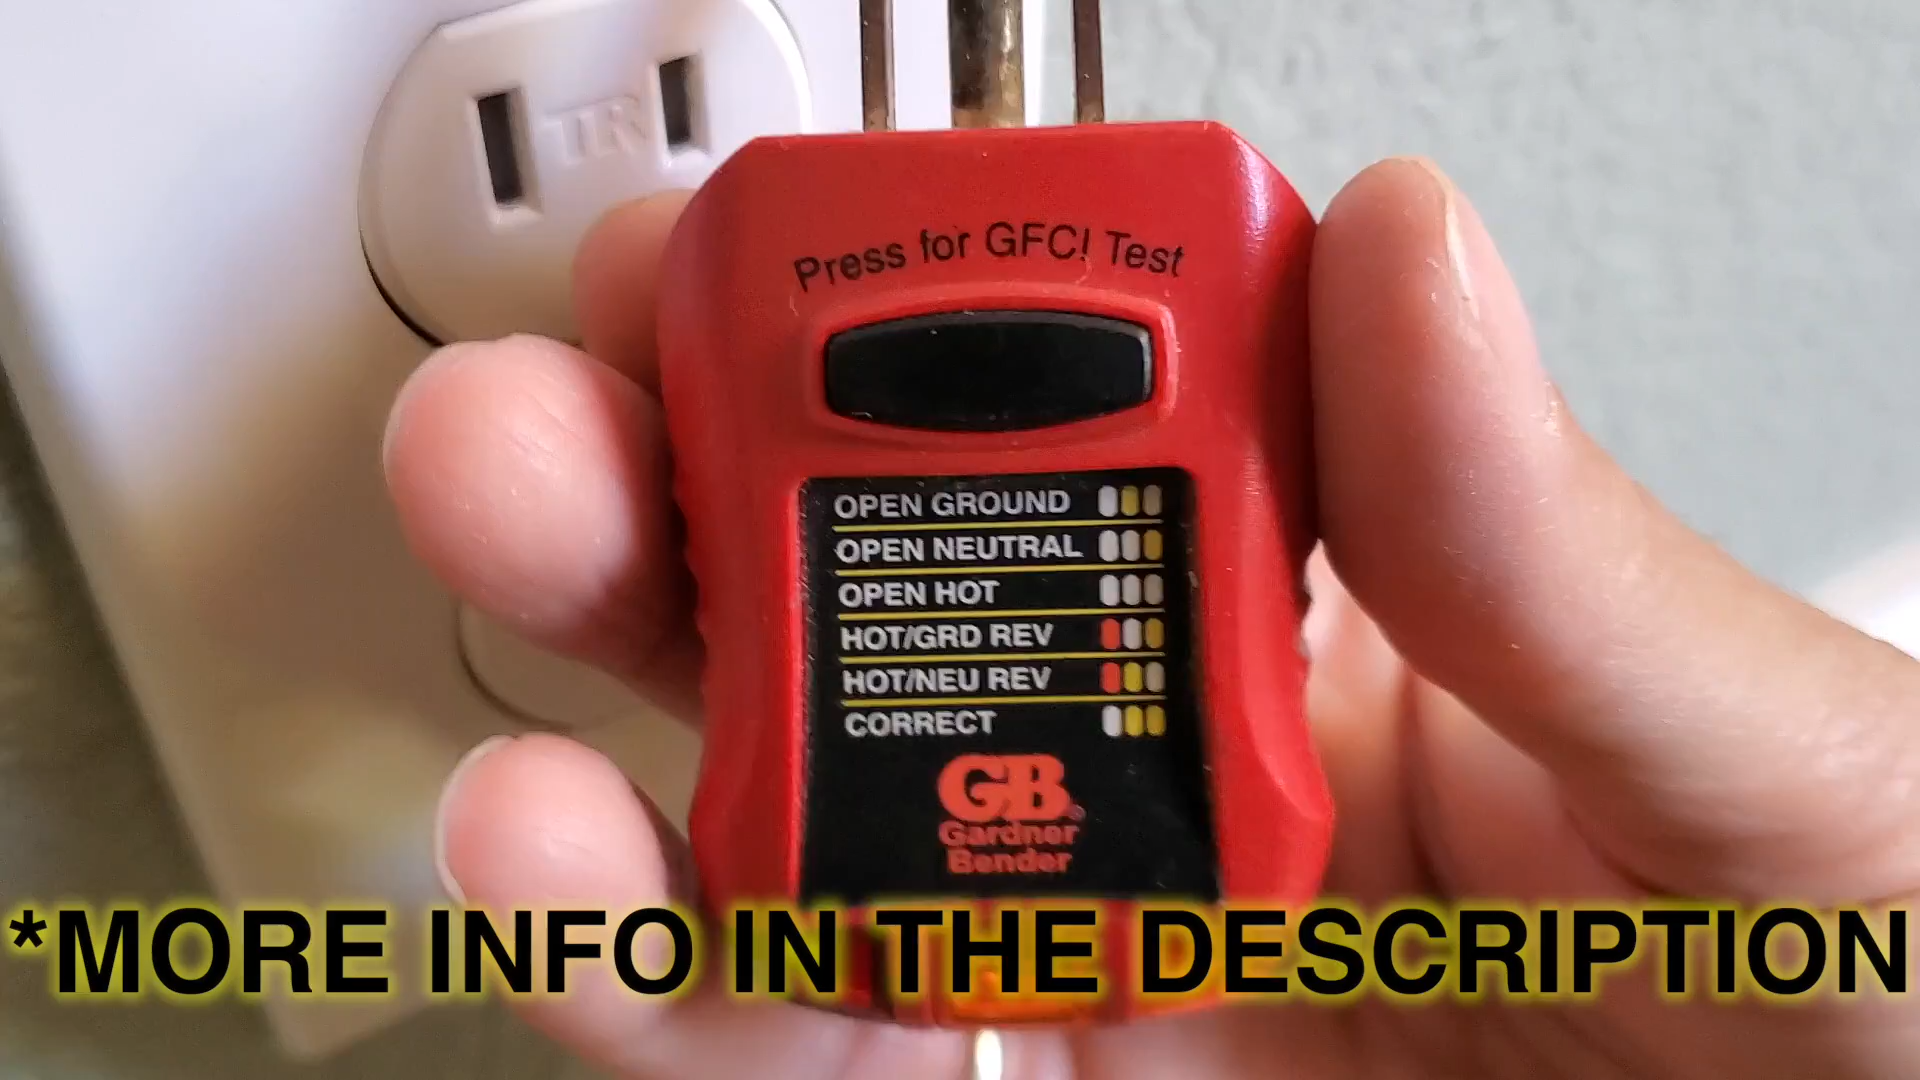 TR
Press for GFCI Test
OPEN GROUND
OPEN NEUTRAL
OPEN HOT
HOT/GRD REV
HOT/NEU REV
CORRECT
GB®
Gardner
Bender
*MORE INFO IN THE DESCRIPTION